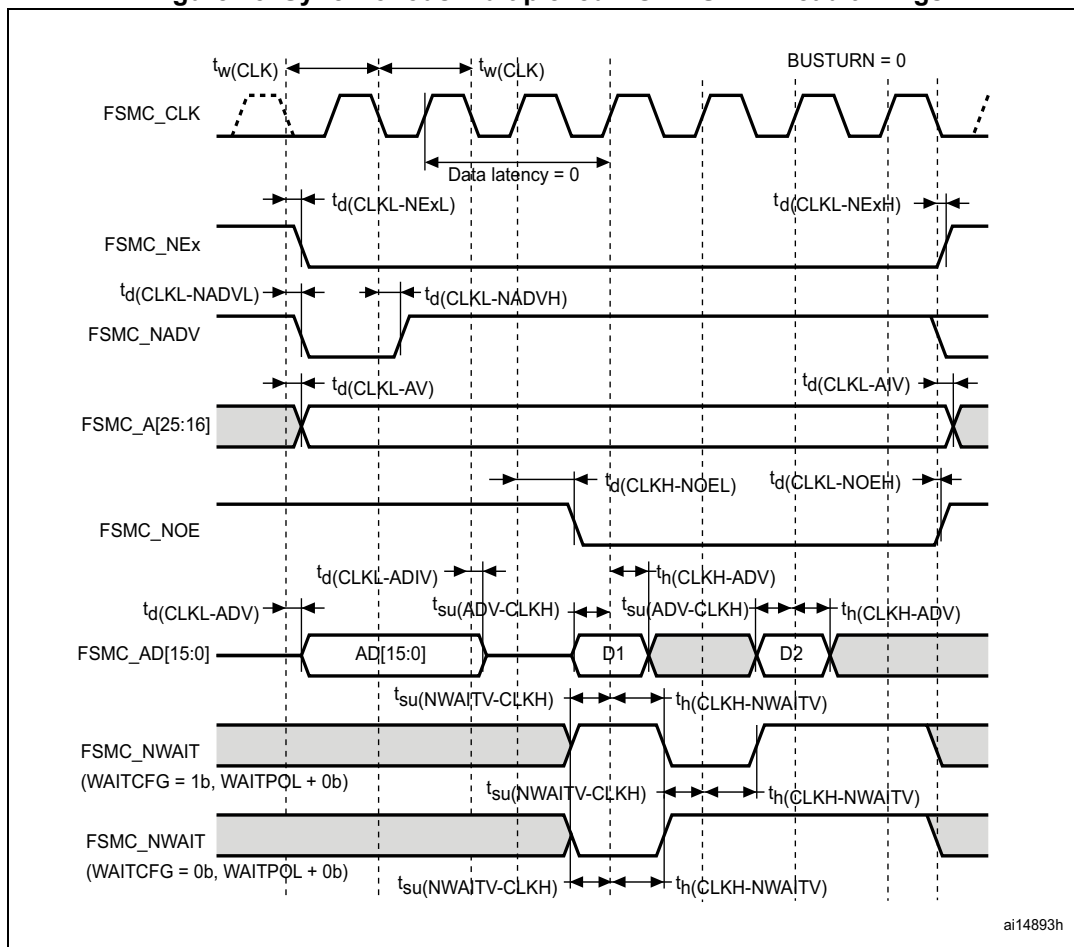 BUSTURN = 0
tw(CLK)
tw(CLK)
FSMC_CLK
Data latency = 0
td(CLKL-NExL)
td(CLKL-NExH)
FSMC_NEx
td(CLKL-NADVL)
td(CLKL-NADVH)
FSMC_NADV
td(CLKL-AV)
td(CLKL-AIV)
FSMC_A[25:16]
td(CLKH-NOEL)
td(CLKL-NOEH)
FSMC_NOE
td(CLKL-ADIV)
th(CLKH-ADV)
td(CLKL-ADV)
tsu(ADV-CLKH)
tsu(ADV-CLKH)
th(CLKH-ADV)
FSMC_AD[15:0]
AD[15:0]
D1
D2
tsu(NWAITV-CLKH)
th(CLKH-NWAITV)
FSMC_NWAIT
(WAITCFG = 1b, WAITPOL + 0b)
tsu(NWAITV-CLKH)
th(CLKH-NWAITV)
FSMC_NWAIT
(WAITCFG = 0b, WAITPOL + 0b)
tsu(NWAITV-CLKH)
th(CLKH-NWAITV)
ai14893h